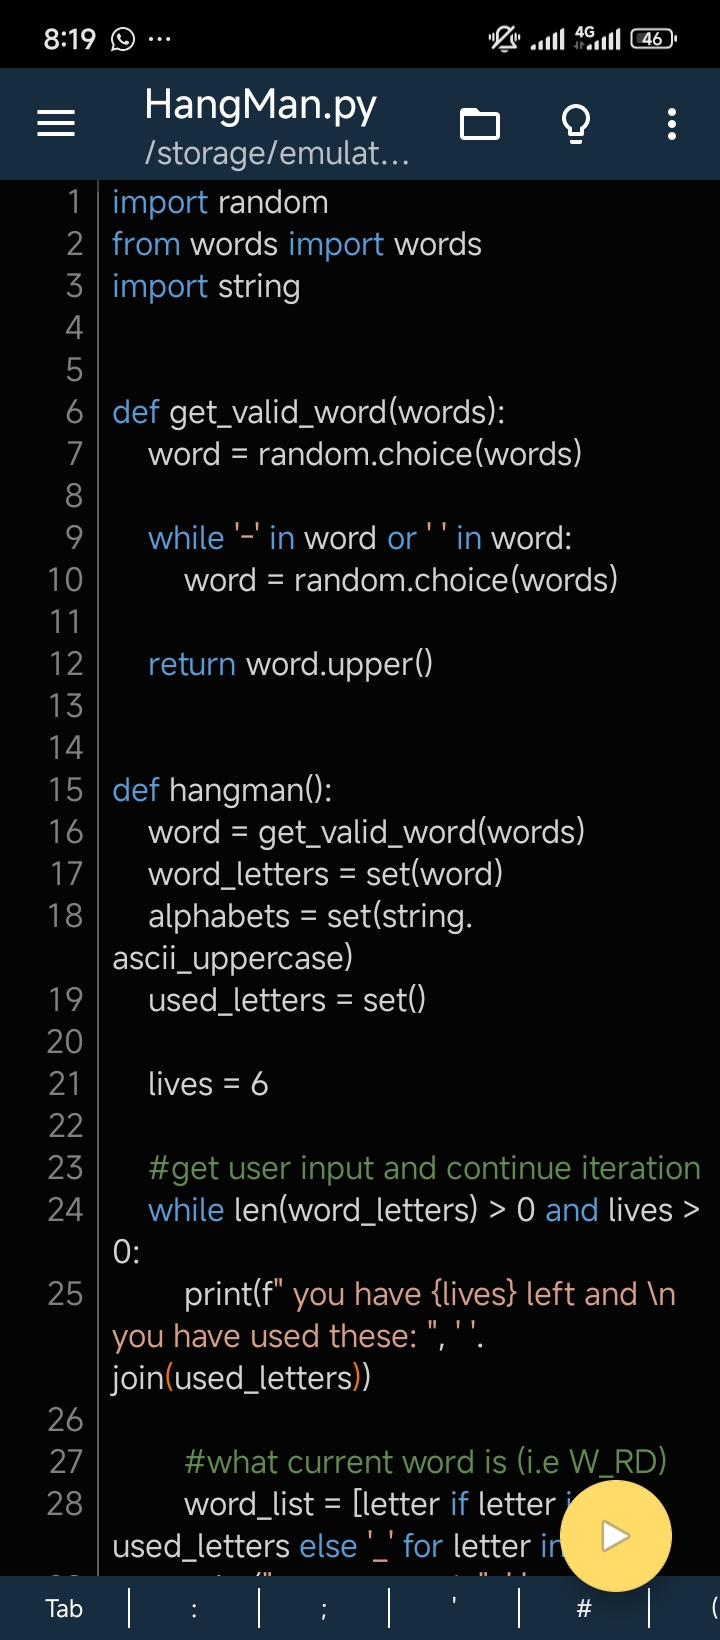 8:19 ...
4G 46
HangMan.py
/storage/emulat...
1 import random
2 from words import words
3 import string
4
5
6 def get_valid_word(words):
7     word = random.choice(words)
8
9     while '-' in word or ' ' in word:
10         word = random.choice(words)
11
12     return word.upper()
13
14
15 def hangman():
16     word = get_valid_word(words)
17     word_letters = set(word)
18     alphabets = set(string.
ascii_uppercase)
19     used_letters = set()
20
21     lives = 6
22
23     #get user input and continue iteration
24     while len(word_letters) > 0 and lives >
0:
25         print(f" you have {lives} left and \n
you have used these: ", ' '.
join(used_letters))
26
27         #what current word is (i.e W_RD)
28         word_list = [letter if letter
used_letters else '_' for letter in
Tab : ; ' # (